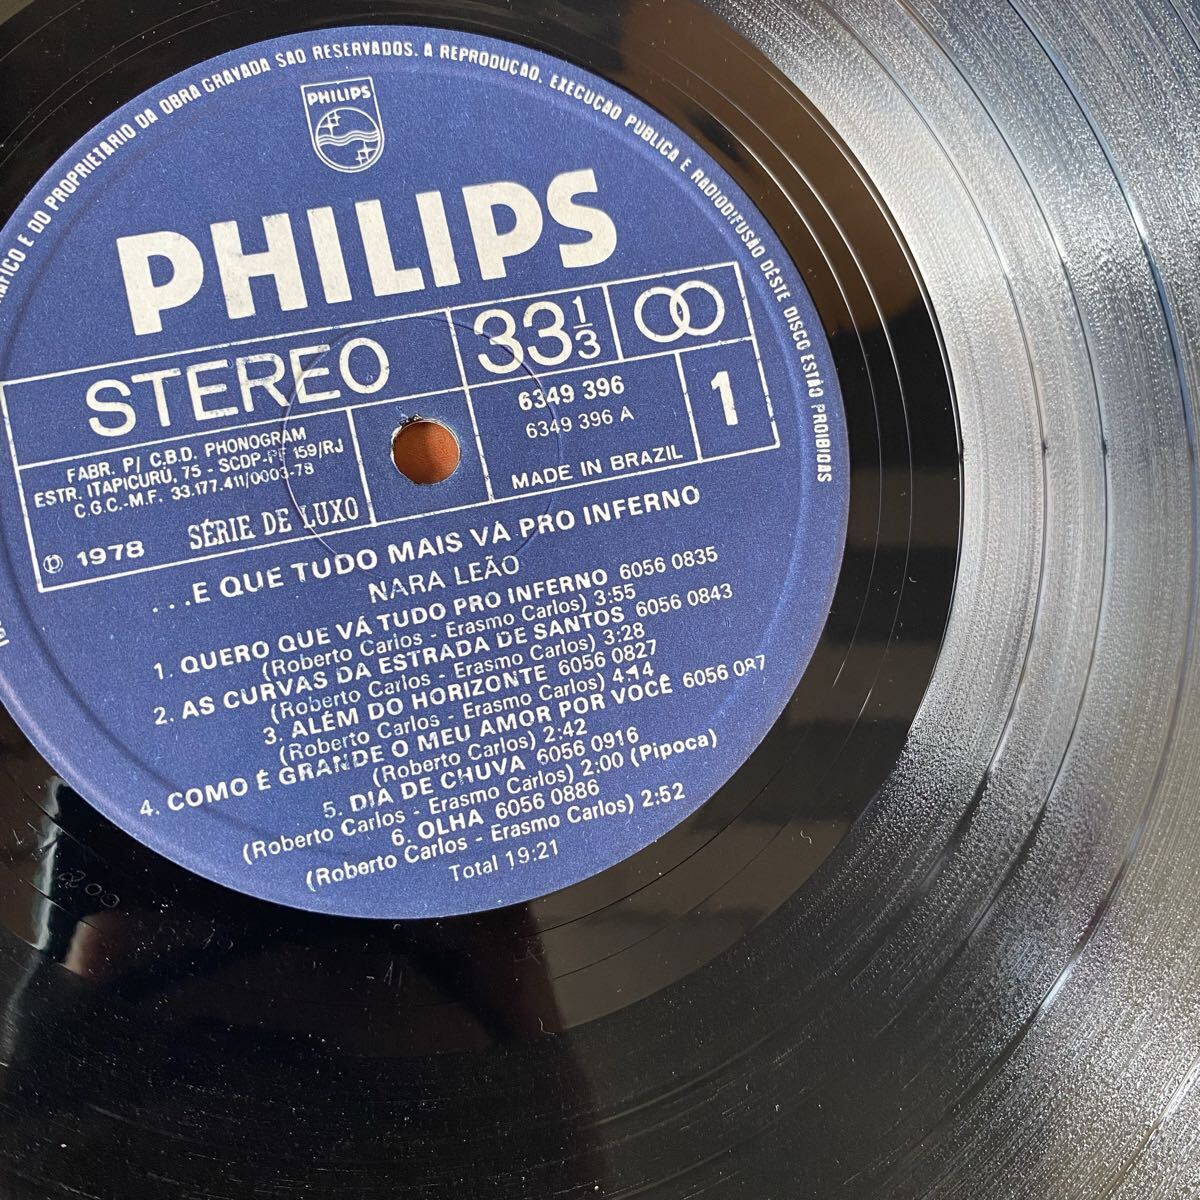 ÁFICO E DO PROPRIETÁRIO DA OBRA GRAVADA SÃO RESERVADOS. A REPRODUÇÃO, EXECUÇÃO PÚBLICA E RADIODIFUSÃO DESTE DISCO ESTÃO PROIBIDAS
PHILIPS
PHILIPS
STEREO
33 1/3
6349 396
6349 396 A
1
MADE IN BRAZIL
FABR. P/ C.B.D. PHONOGRAM
ESTR. ITAPICURÚ, 75 - SCDP-PF 159/RJ
C.G.C.-M.F. 33.177.411/0003-78
℗ 1978 SÉRIE DE LUXO
...E QUE TUDO MAIS VÁ PRO INFERNO
NARA LEÃO
1. QUERO QUE VÁ TUDO PRO INFERNO 6056 0835
(Roberto Carlos - Erasmo Carlos) 3:55
2. AS CURVAS DA ESTRADA DE SANTOS 6056 0843
(Roberto Carlos - Erasmo Carlos) 3:28
3. ALÉM DO HORIZONTE 6056 0827
(Roberto Carlos - Erasmo Carlos) 4:14
4. COMO É GRANDE O MEU AMOR POR VOCÊ 6056
(Roberto Carlos) 2:42
5. DIA DE CHUVA 6056 0916
(Roberto Carlos - Erasmo Carlos) 2:00 (Pipoca)
6. OLHA 6056 0886
(Roberto Carlos - Erasmo Carlos) 2:52
Total 19:21